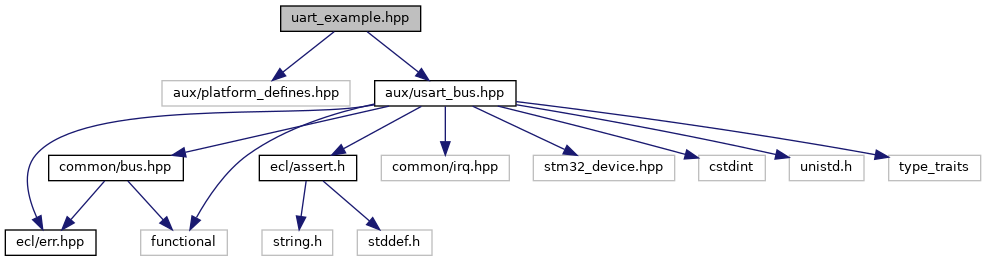 uart_example.hpp
aux/platform_defines.hpp
aux/usart_bus.hpp
common/bus.hpp
ecl/assert.h
common/irq.hpp
stm32_device.hpp
cstdint
unistd.h
type_traits
ecl/err.hpp
functional
string.h
stddef.h